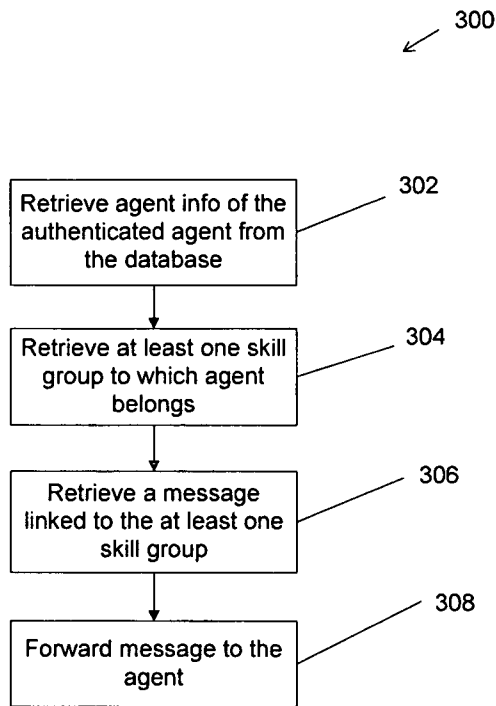 300
Retrieve agent info of the
authenticated agent from
the database
302
Retrieve at least one skill
group to which agent
belongs
304
Retrieve a message
linked to the at least one
skill group
306
Forward message to the
agent
308